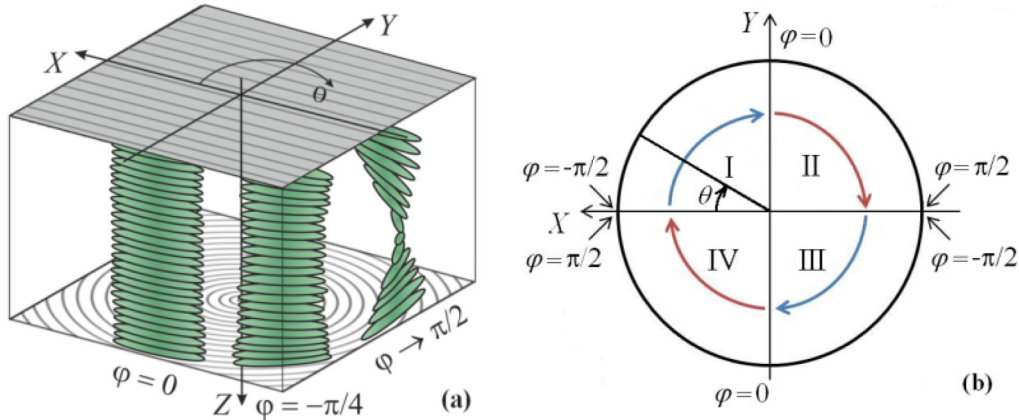 X
Y
θ
φ = 0
Z
φ = −π/4
φ → π/2
(a)
Y
φ=0
φ=-π/2
I
II
φ=π/2
θ
X
φ=π/2
IV
III
φ=-π/2
φ=0
(b)